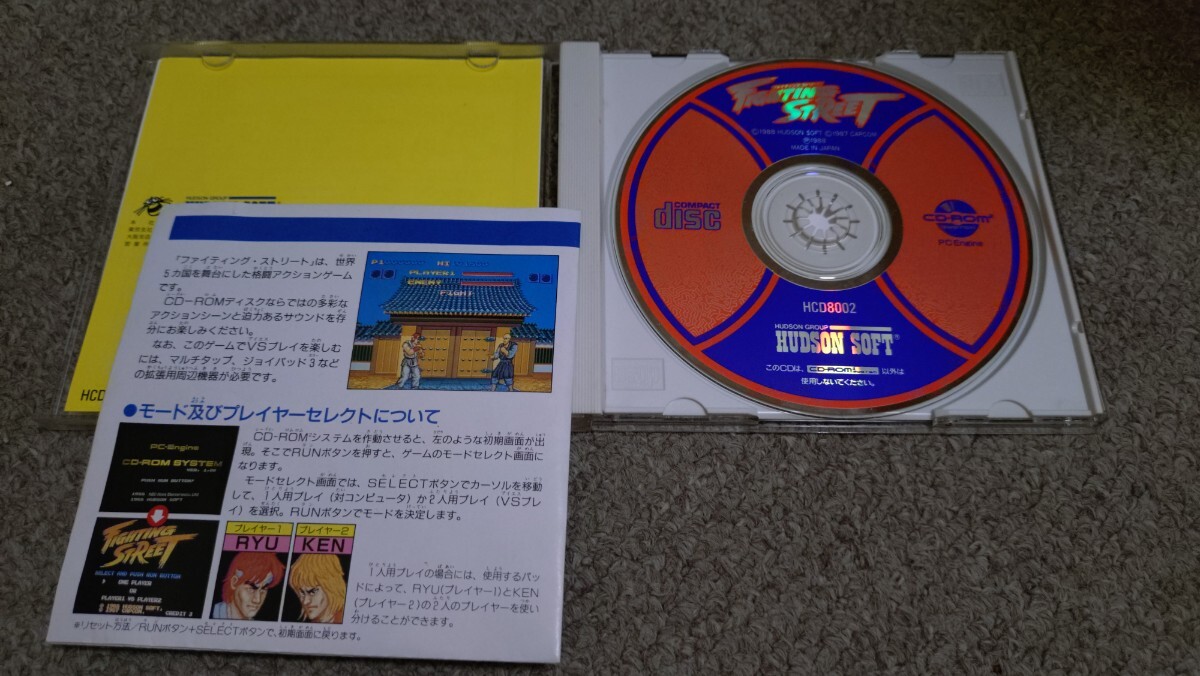 HUDSON GROUP
HCD
「ファイティング・ストリート」は、世界
5カ国を舞台にした格闘アクションゲーム
です。
CD-ROMディスクならではの多彩な
アクションシーンと迫力あるサウンドを存
分にお楽しみください。
なお、このゲームでVSプレイを楽しむ
には、マルチタップ、ジョイパッド3など
の拡張用周辺機器が必要です。
P1
HI
PLAYER1
ENEMY
FIGHT
●モード及びプレイヤーセレクトについて
PC-Engine
CD-ROM SYSTEM
PUSH RUN BUTTON!
CD-ROM²システムを作動させると、左のような初期画面が出
現。そこでRUNボタンを押すと、ゲームのモードセレクト画面に
なります。
モードセレクト画面では、SELECTボタンでカーソルを移動
して、1人用プレイ(対コンピュータ)か2人用プレイ(VSプレ
イ)を選択。RUNボタンでモードを決定します。
FIGHTING STREET
SELECT AND PUSH RUN BUTTON
ONE PLAYER
OR
PLAYER1 VS PLAYER2
CREDIT 2
プレイヤー1
RYU
プレイヤー2
KEN
1人用プレイの場合には、使用するパッ
ドによって、RYU(プレイヤー1)とKEN
(プレイヤー2)の2人のプレイヤーを使い
分けることができます。
※リセット方法/RUNボタン+SELECTボタンで、初期画面に戻ります。
FIGHTING STREET
©1988 HUDSON SOFT ©1987 CAPCOM
℗1988
MADE IN JAPAN
COMPACT
disc
CD-ROM²
PC Engine
HCD8002
HUDSON GROUP
HUDSON SOFT
このCDは、CD-ROM²以外は
使用しないでください。